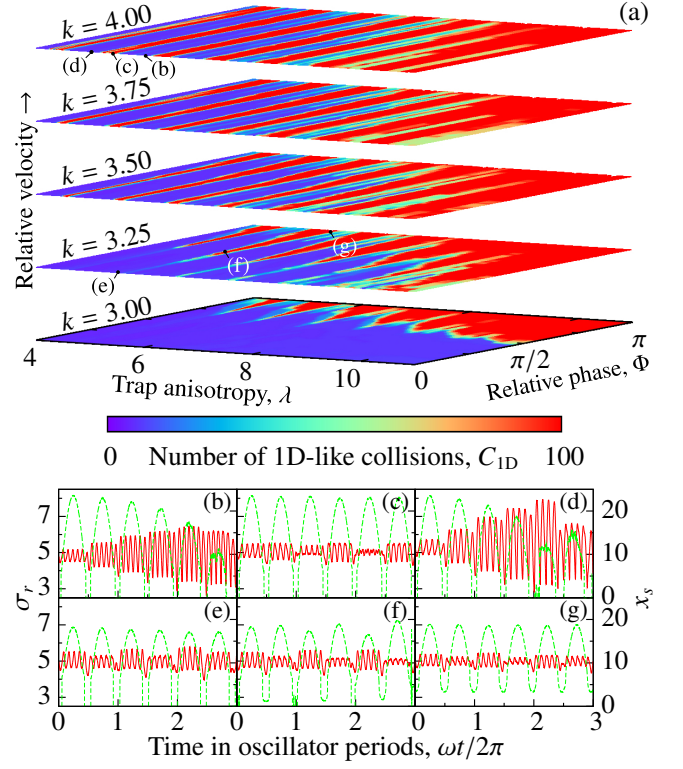 (a)
k = 4.00
(d) (c) (b)
k = 3.75
k = 3.50
k = 3.25
(g)
(f)
(e)
k = 3.00
Relative velocity →
4 6 8 10 0 π/2 π
Trap anisotropy, λ
Relative phase, Φ
0 Number of 1D-like collisions, C1D 100
(b) (c) (d)
7 5 3
20 10 0
σr
xs
(e) (f) (g)
7 5 3
20 10 0
0 1 2 0 1 2 0 1 2 3
Time in oscillator periods, ωt/2π